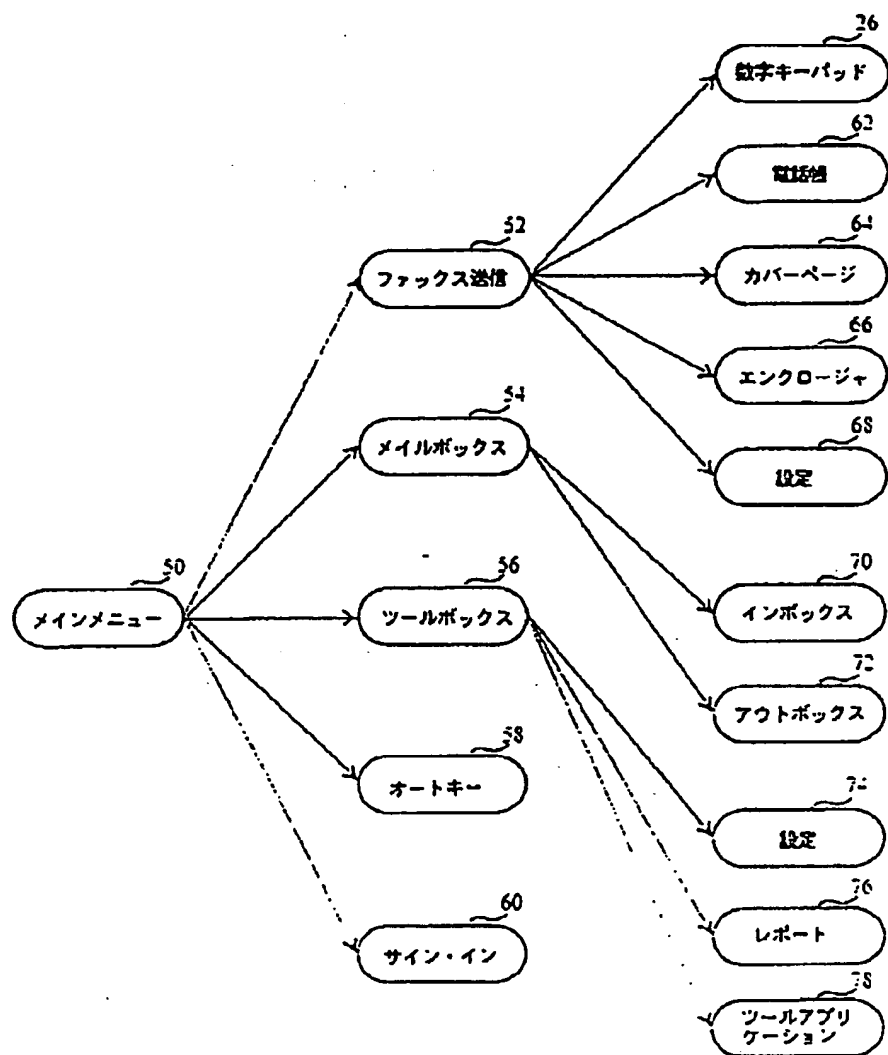 26
数字キーパッド
62
電話帳
64
カバーページ
52
ファックス送信
66
エンクロージャ
54
メイルボックス
68
設定
50
メインメニュー
56
ツールボックス
70
インボックス
72
アウトボックス
58
オートキー
74
設定
60
サイン・イン
76
レポート
78
ツールアプリ
ケーション